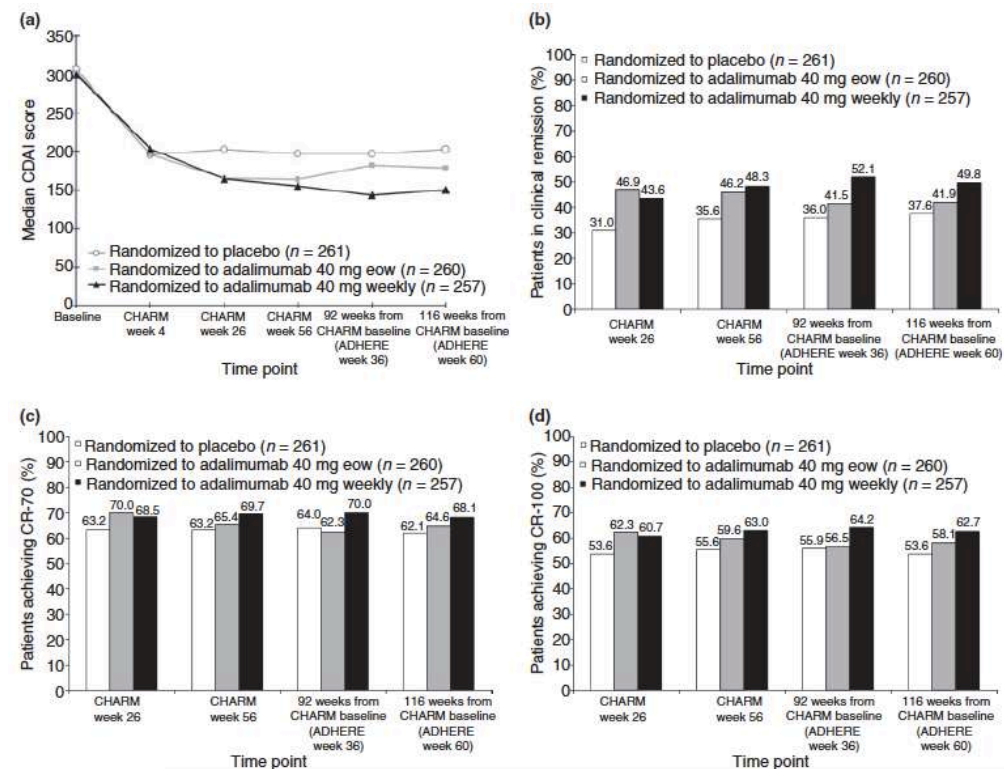 (a)
350
300
250
200
150
100
50
0
Median CDAI score
Randomized to placebo (n = 261)
Randomized to adalimumab 40 mg eow (n = 260)
Randomized to adalimumab 40 mg weekly (n = 257)
Baseline CHARM week 4 CHARM week 26 CHARM week 56 92 weeks from CHARM baseline (ADHERE week 36) 116 weeks from CHARM baseline (ADHERE week 60)
Time point
(b)
100
90
80
70
60
50
40
30
20
10
0
Patients in clinical remission (%)
Randomized to placebo (n = 261)
Randomized to adalimumab 40 mg eow (n = 260)
Randomized to adalimumab 40 mg weekly (n = 257)
31.0 46.9 43.6 35.6 46.2 48.3 36.0 41.5 52.1 37.6 41.9 49.8
CHARM week 26 CHARM week 56 92 weeks from CHARM baseline (ADHERE week 36) 116 weeks from CHARM baseline (ADHERE week 60)
Time point
(c)
100
90
80
70
60
50
40
30
20
10
0
Patients achieving CR-70 (%)
Randomized to placebo (n = 261)
Randomized to adalimumab 40 mg eow (n = 260)
Randomized to adalimumab 40 mg weekly (n = 257)
63.2 70.0 68.5 63.2 65.4 69.7 64.0 62.3 70.0 62.1 64.6 68.1
CHARM week 26 CHARM week 56 92 weeks from CHARM baseline (ADHERE week 36) 116 weeks from CHARM baseline (ADHERE week 60)
Time point
(d)
100
90
80
70
60
50
40
30
20
10
0
Patients achieving CR-100 (%)
Randomized to placebo (n = 261)
Randomized to adalimumab 40 mg eow (n = 260)
Randomized to adalimumab 40 mg weekly (n = 257)
53.6 62.3 60.7 55.6 59.6 63.0 55.9 56.5 64.2 53.6 58.1 62.7
CHARM week 26 CHARM week 56 92 weeks from CHARM baseline (ADHERE week 36) 116 weeks from CHARM baseline (ADHERE week 60)
Time point